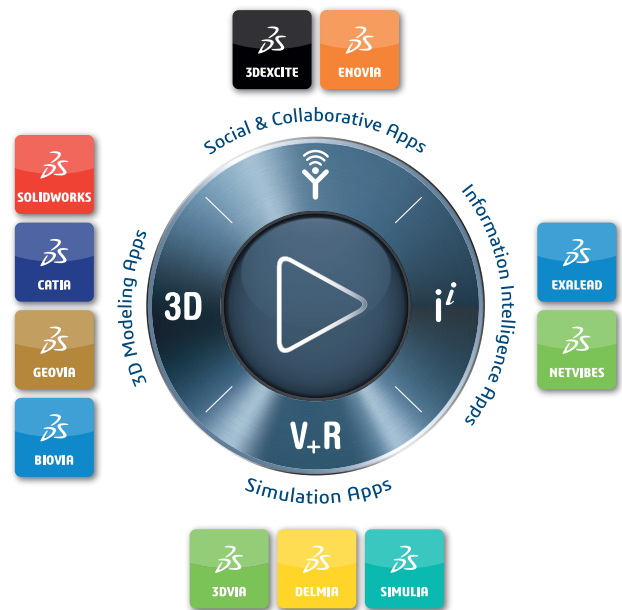 3DEXCITE
ENOVIA
Social & Collaborative Apps
SOLIDWORKS
CATIA
GEOVIA
BIOVIA
3D Modeling Apps
3D
i i
V+R
Information Intelligence Apps
EXALEAD
NETVIBES
Simulation Apps
3DVIA
DELMIA
SIMULIA